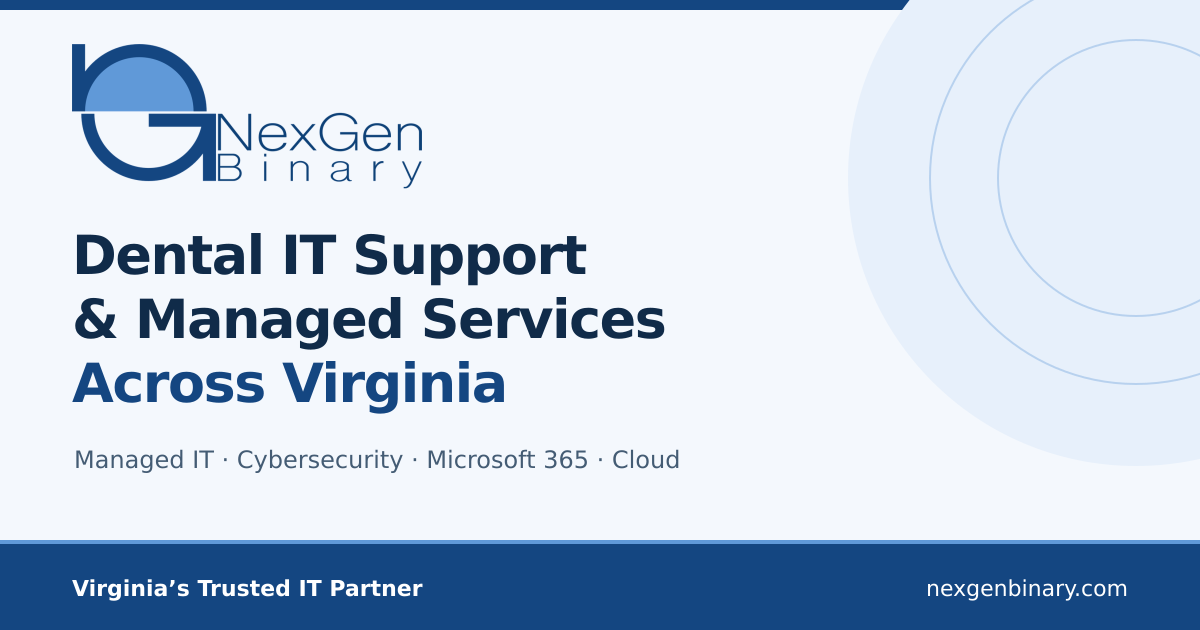 NexGen
Binary
Dental IT Support
& Managed Services
Across Virginia
Managed IT · Cybersecurity · Microsoft 365 · Cloud
Virginia’s Trusted IT Partner
nexgenbinary.com